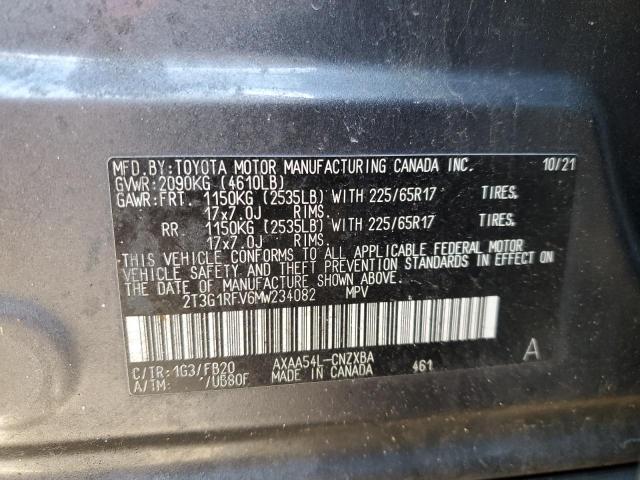 MFD.BY:TOYOTA MOTOR MANUFACTURING CANADA INC. 10/21
GVWR:2090KG (4610LB)
GAWR:FRT. 1150KG (2535LB) WITH 225/65R17 TIRES,
17x7.0J RIMS.
RR 1150KG (2535LB) WITH 225/65R17 TIRES,
17x7.0J RIMS.
THIS VEHICLE CONFORMS TO ALL APPLICABLE FEDERAL MOTOR
VEHICLE SAFETY AND THEFT PREVENTION STANDARDS IN EFFECT ON
THE DATE OF MANUFACTURE SHOWN ABOVE.
2T3G1RFV6MW234082 MPV
C/TR:1G3/FB20 AXAA54L-CNZXBA 461 A
A/TM: /U580F MADE IN CANADA